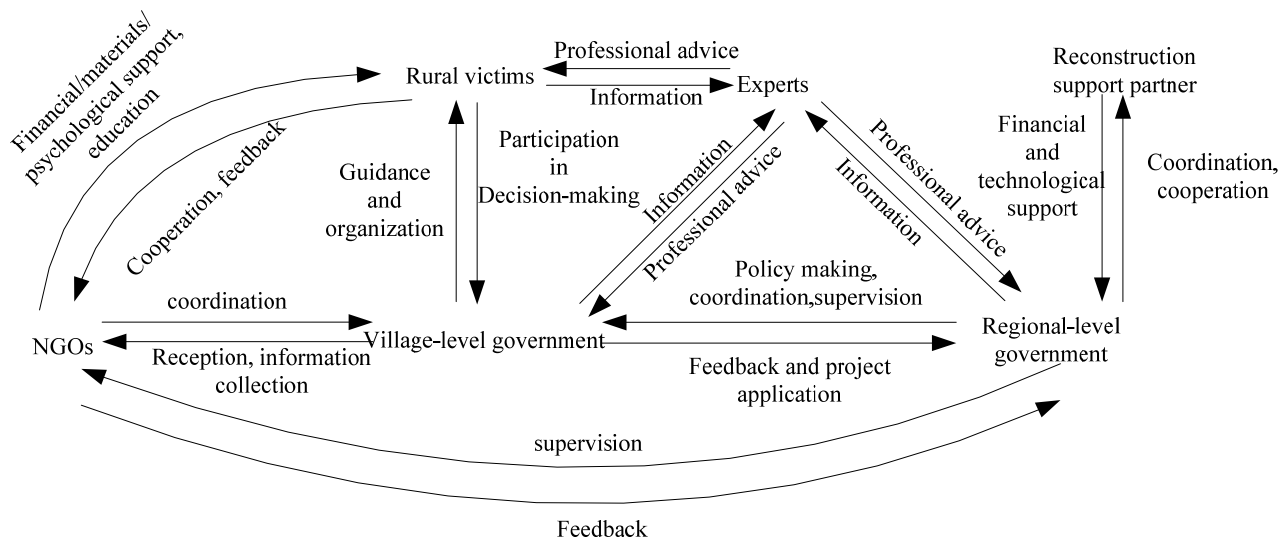 Financial/materials/
psychological support,
education
Cooperation, feedback
Rural victims
Professional advice
Information
Experts
Reconstruction
support partner
Guidance
and
organization
Participation
in
Decision-making
Information
Professional advice
Professional advice
Information
Financial
and
technological
support
Coordination,
cooperation
NGOs
coordination
Reception, information
collection
Village-level government
Policy making,
coordination,supervision
Feedback and project
application
Regional-level
government
supervision
Feedback